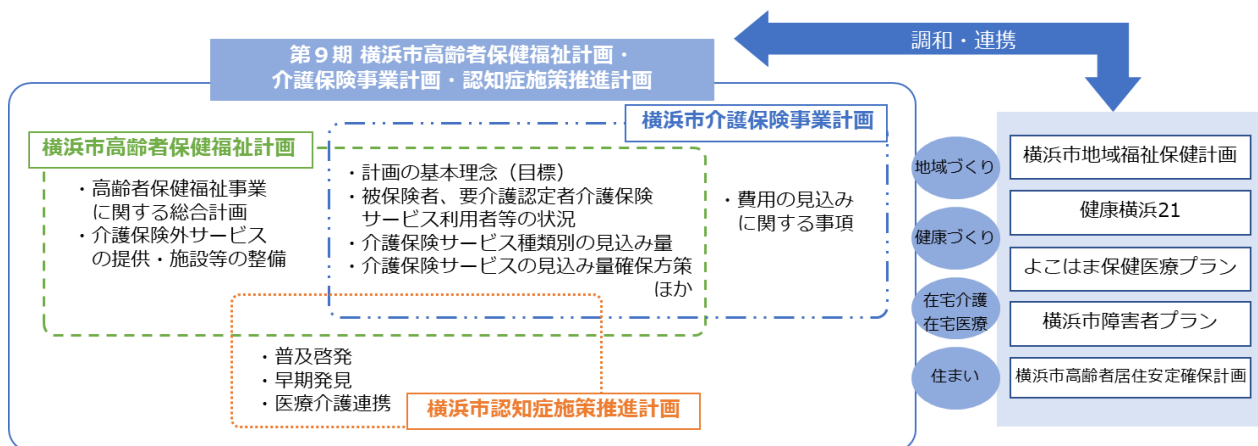 第９期 横浜市高齢者保健福祉計画・
介護保険事業計画・認知症施策推進計画
調和・連携
横浜市介護保険事業計画
横浜市高齢者保健福祉計画
・高齢者保健福祉事業
に関する総合計画
・介護保険外サービス
の提供・施設等の整備
・計画の基本理念（目標）
・被保険者、要介護認定者介護保険
サービス利用者等の状況
・介護保険サービス種類別の見込み量
・介護保険サービスの見込み量確保方策
ほか
・費用の見込み
に関する事項
・普及啓発
・早期発見
・医療介護連携
横浜市認知症施策推進計画
地域づくり
健康づくり
在宅介護
在宅医療
住まい
横浜市地域福祉保健計画
健康横浜21
よこはま保健医療プラン
横浜市障害者プラン
横浜市高齢者居住安定確保計画